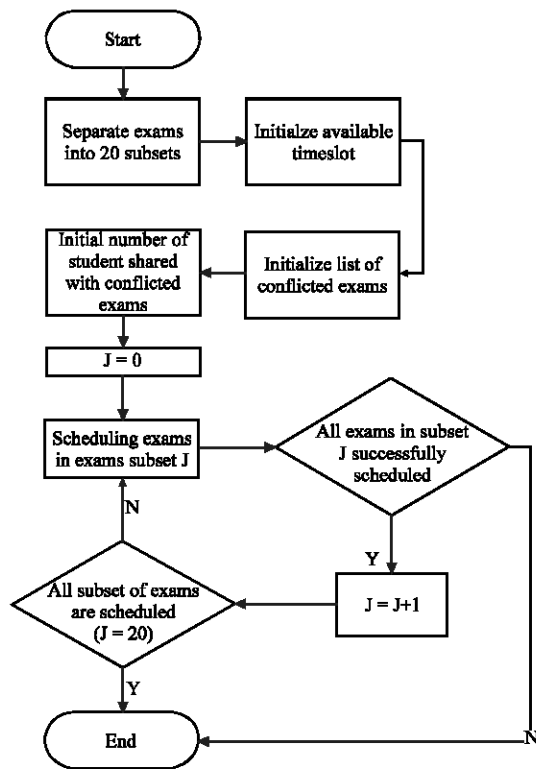 Start
Separate exams
into 20 subsets
Initialze available
timeslot
Initial number of
student shared
with conflicted
exams
Initialize list of
conflicted exams
J = 0
Scheduling exams
in exams subset J
All exams in subset
J successfully
scheduled
N
Y
All subset of exams
are scheduled
(J = 20)
J = J+1
Y
End
N